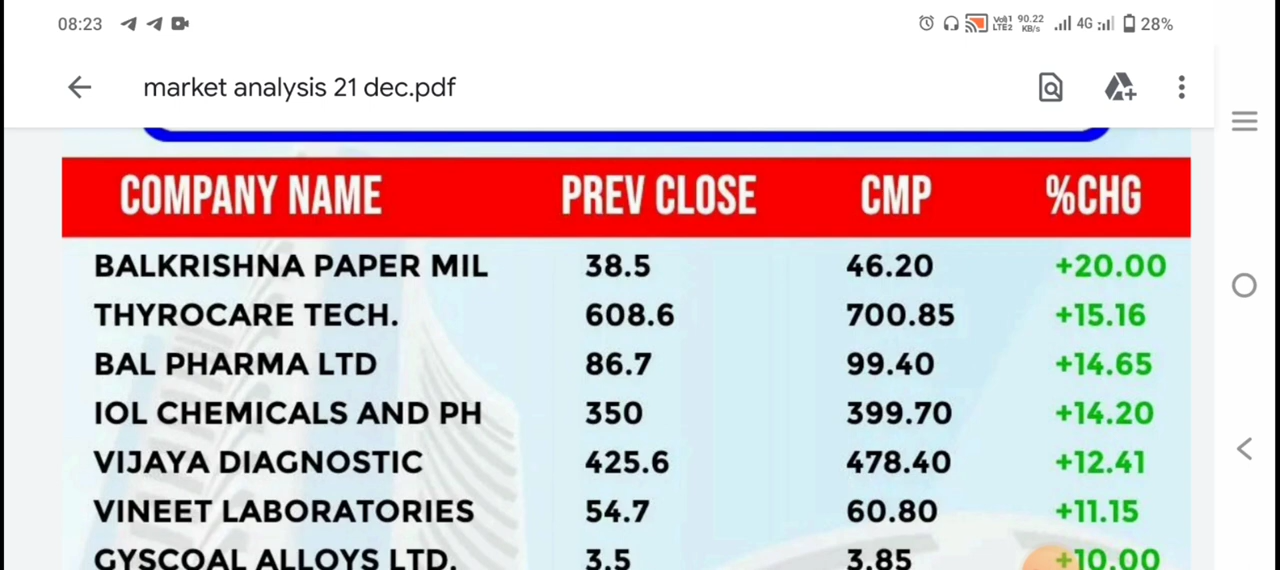 08:23 Vo)) 1 LTE2 90.22 KB/s 4G 28%
market analysis 21 dec.pdf
COMPANY NAME PREV CLOSE CMP %CHG
BALKRISHNA PAPER MIL 38.5 46.20 +20.00
THYROCARE TECH. 608.6 700.85 +15.16
BAL PHARMA LTD 86.7 99.40 +14.65
IOL CHEMICALS AND PH 350 399.70 +14.20
VIJAYA DIAGNOSTIC 425.6 478.40 +12.41
VINEET LABORATORIES 54.7 60.80 +11.15
GYSCOAL ALLOYS LTD. 3.5 3.85 +10.00